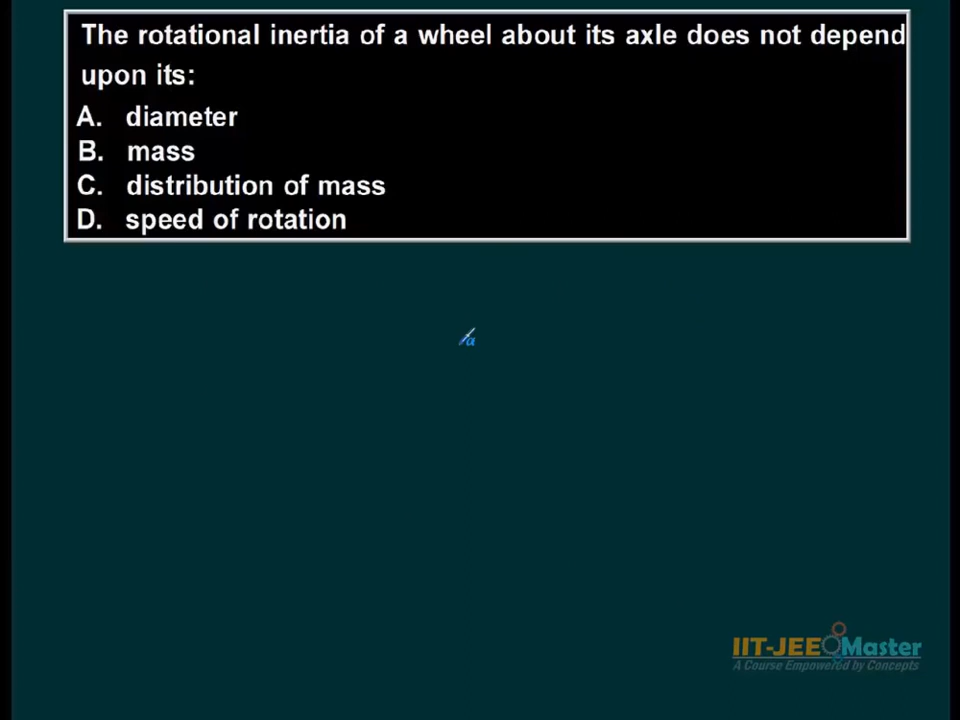 The rotational inertia of a wheel about its axle does not depend
upon its:
A. diameter
B. mass
C. distribution of mass
D. speed of rotation
a
IIT-JEE Master
A Course Empowered by Concepts